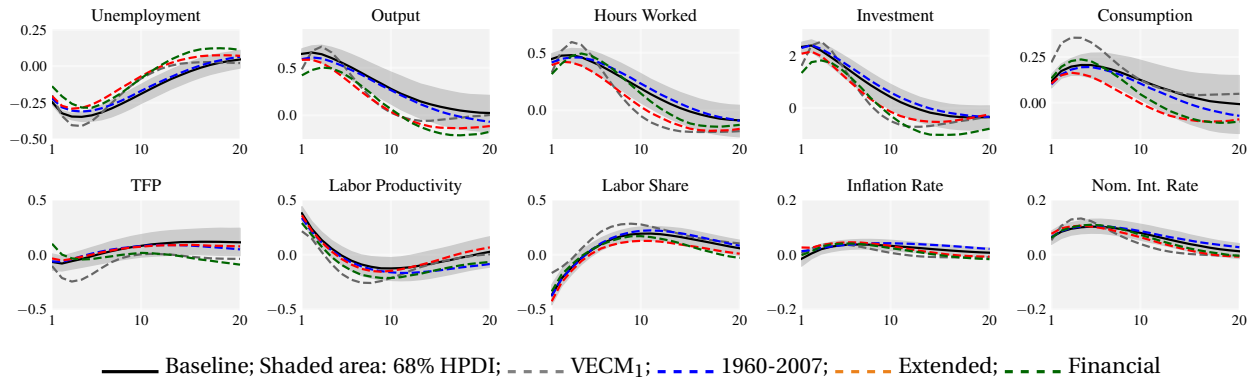 Unemployment Output Hours Worked Investment Consumption
0.25
0.00
−0.25
−0.50
1 10 20
0.5
0.0
1 10 20
0.5
0.0
1 10 20
2
0
1 10 20
0.25
0.00
1 10 20
TFP Labor Productivity Labor Share Inflation Rate Nom. Int. Rate
0.5
0.0
−0.5
1 10 20
0.5
0.0
−0.5
1 10 20
0.5
0.0
−0.5
1 10 20
0.2
0.0
−0.2
1 10 20
0.2
0.0
−0.2
1 10 20
Baseline; Shaded area: 68% HPDI; VECM1; 1960-2007; Extended; Financial